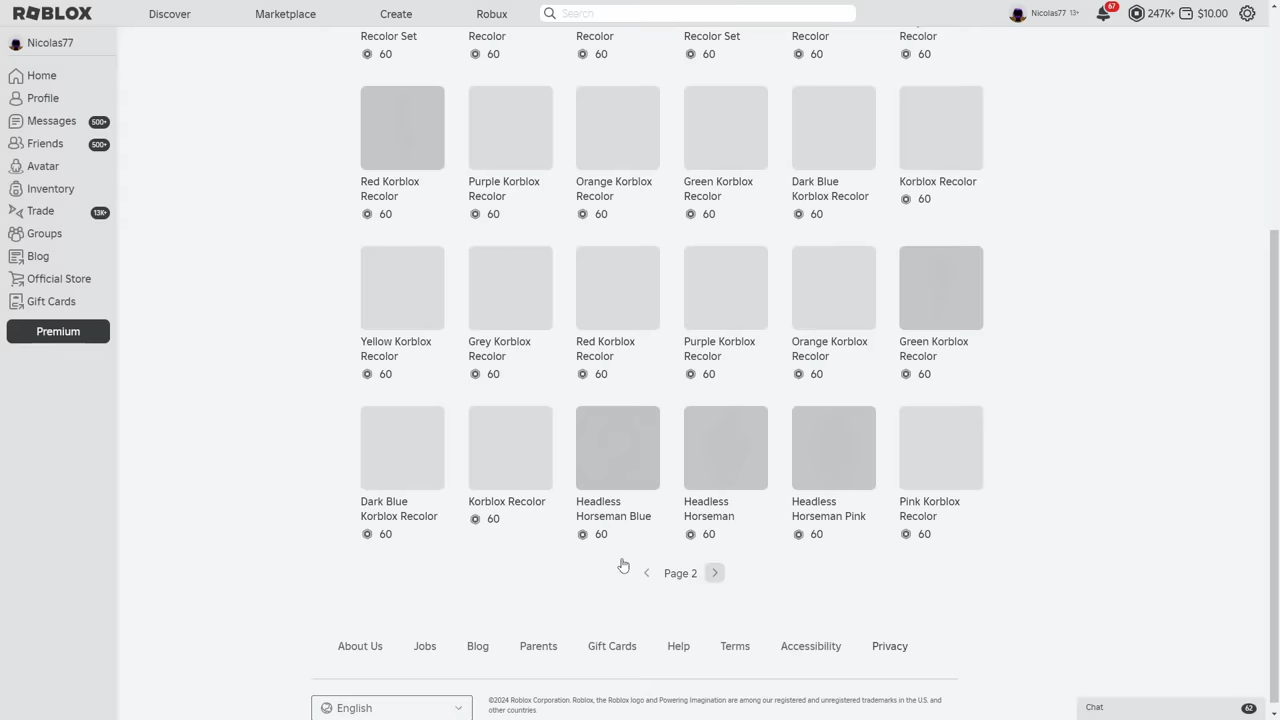 ROBLOX
Discover
Marketplace
Create
Robux
Search
Nicolas77 13+
67
247K+
$10.00
Nicolas77
Home
Profile
Messages 500+
Friends 500+
Avatar
Inventory
Trade 13K+
Groups
Blog
Official Store
Gift Cards
Premium
Recolor Set
60
Recolor
60
Recolor
60
Recolor Set
60
Recolor
60
Recolor
60
Red Korblox
Recolor
60
Purple Korblox
Recolor
60
Orange Korblox
Recolor
60
Green Korblox
Recolor
60
Dark Blue
Korblox Recolor
60
Korblox Recolor
60
Yellow Korblox
Recolor
60
Grey Korblox
Recolor
60
Red Korblox
Recolor
60
Purple Korblox
Recolor
60
Orange Korblox
Recolor
60
Green Korblox
Recolor
60
Dark Blue
Korblox Recolor
60
Korblox Recolor
60
Headless
Horseman Blue
60
Headless
Horseman
60
Headless
Horseman Pink
60
Pink Korblox
Recolor
60
Page 2
About Us
Jobs
Blog
Parents
Gift Cards
Help
Terms
Accessibility
Privacy
English
©2024 Roblox Corporation. Roblox, the Roblox logo and Powering Imagination are among our registered and unregistered trademarks in the U.S. and
other countries.
Chat
62